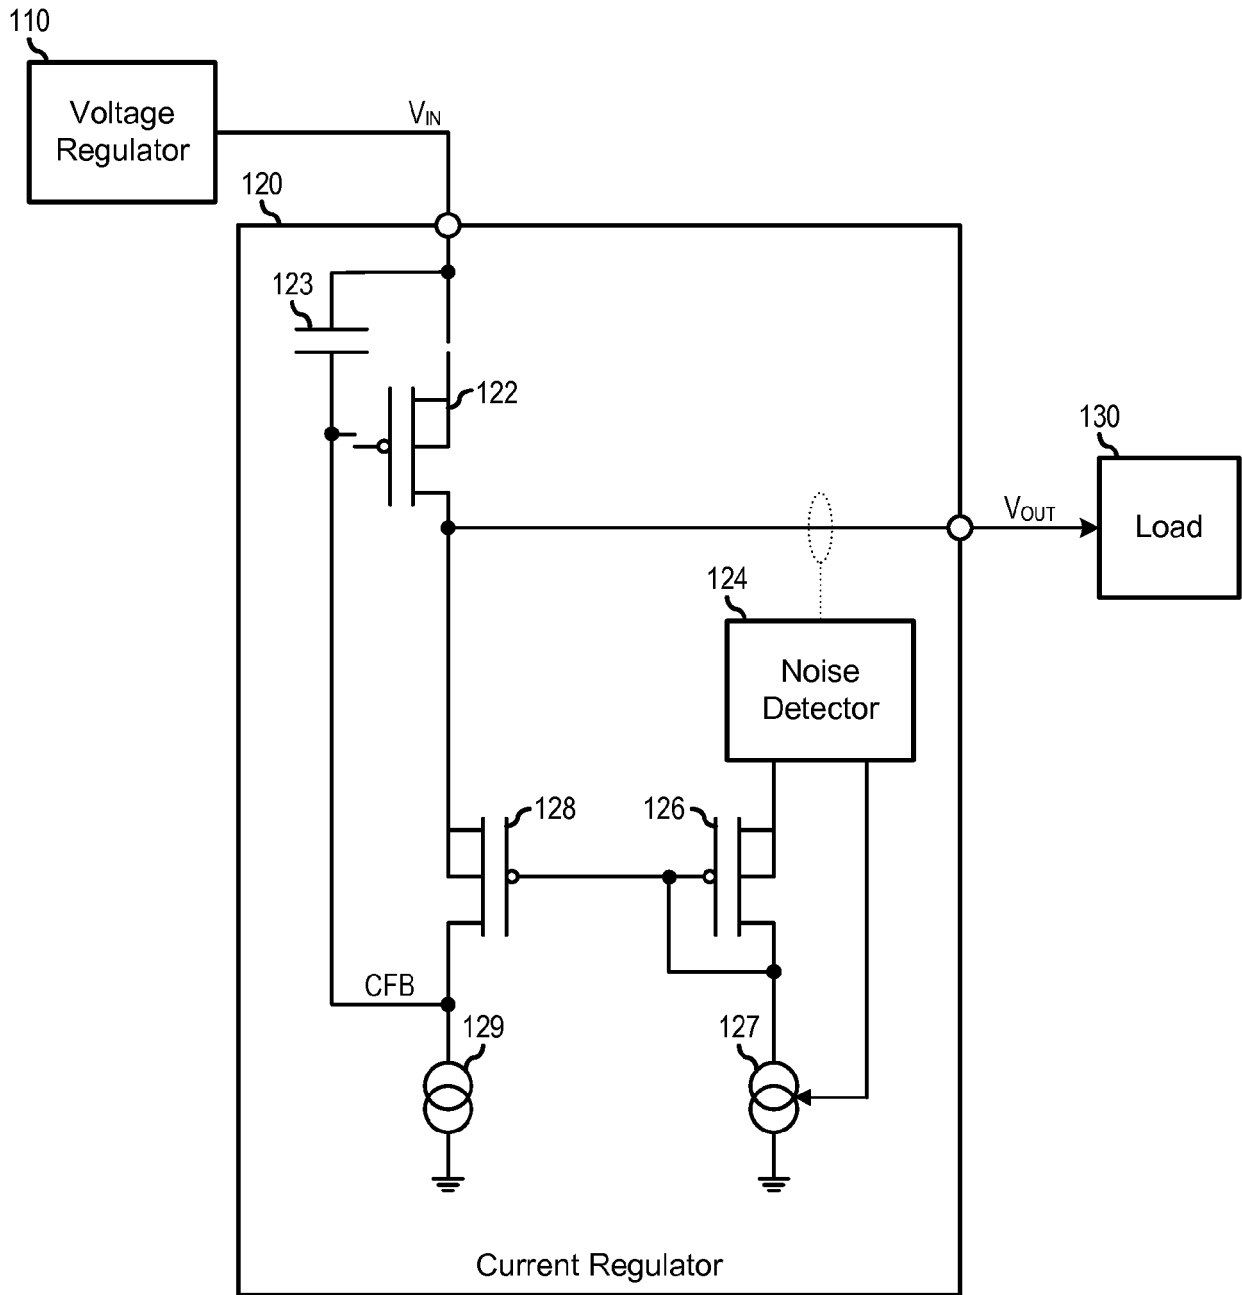 110
Voltage
Regulator
VIN
120
123
122
130
Load
VOUT
124
Noise
Detector
128
126
CFB
129
127
Current Regulator